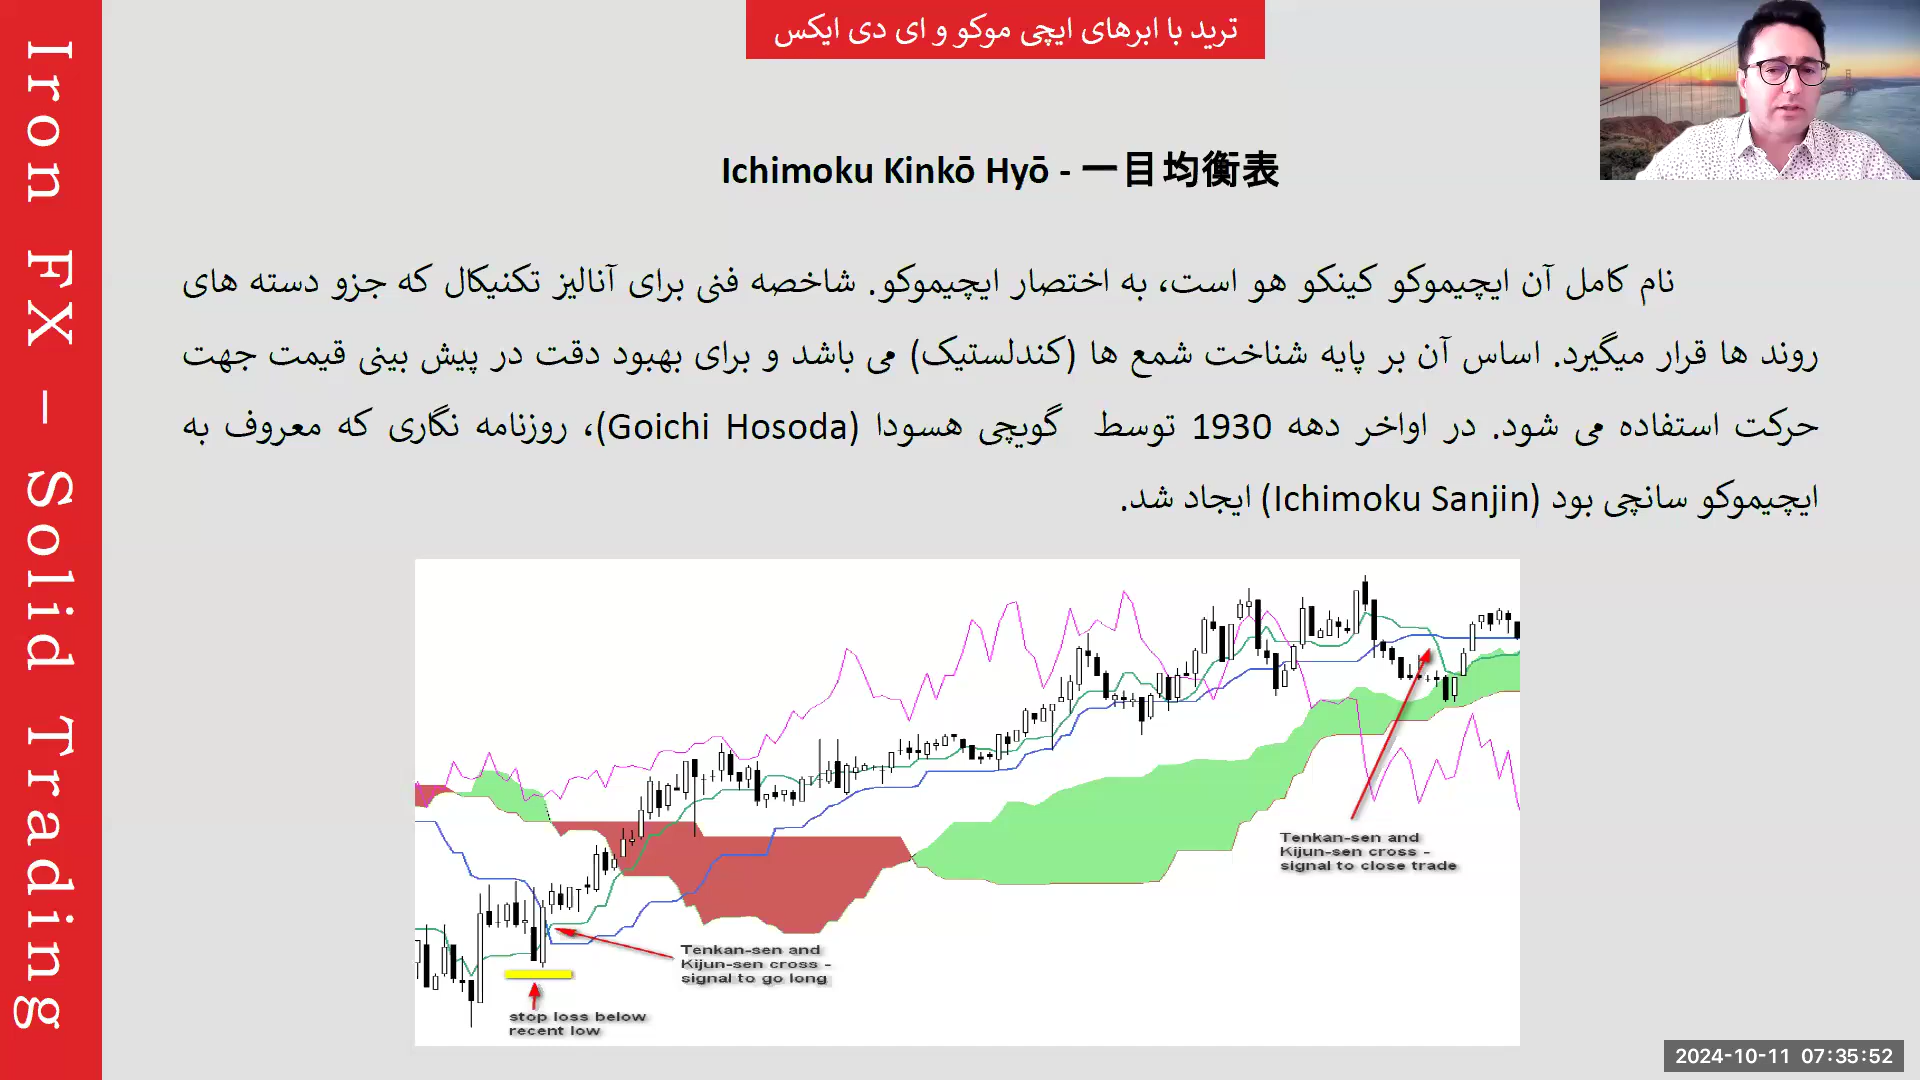 Iron FX – Solid Trading
ترید با ابرهای ایچی موکو و ای دی ایکس
Ichimoku Kinkō Hyō - 一目均衡表
نام کامل آن ایچیموکو کینکو هو است، به اختصار ایچیموکو. شاخصه فنی برای آنالیز تکنیکال که جزو دسته های
روند ها قرار میگیرد. اساس آن بر پایه شناخت شمع ها (کندلستیک) می باشد و برای بهبود دقت در پیش بینی قیمت جهت
حرکت استفاده می شود. در اواخر دهه 1930 توسط گویچی هسودا (Goichi Hosoda)، روزنامه نگاری که معروف به
ایچیموکو سانچی بود (Ichimoku Sanjin) ایجاد شد.
Tenkan-sen and
Kijun-sen cross -
signal to close trade
Tenkan-sen and
Kijun-sen cross -
signal to go long
stop loss below
recent low
2024-10-11 07:35:52